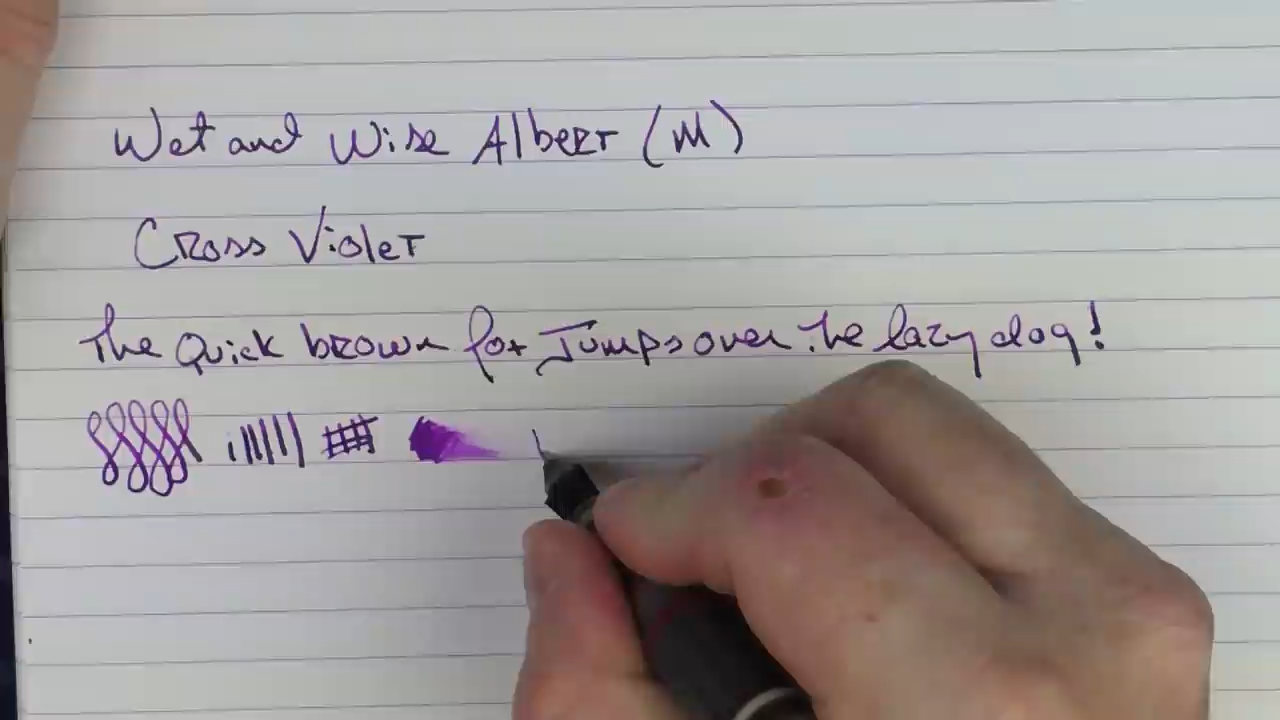 Wet and Wise Albert (M)
Cross Violet
The Quick brown fox Jumps over the lazy dog!